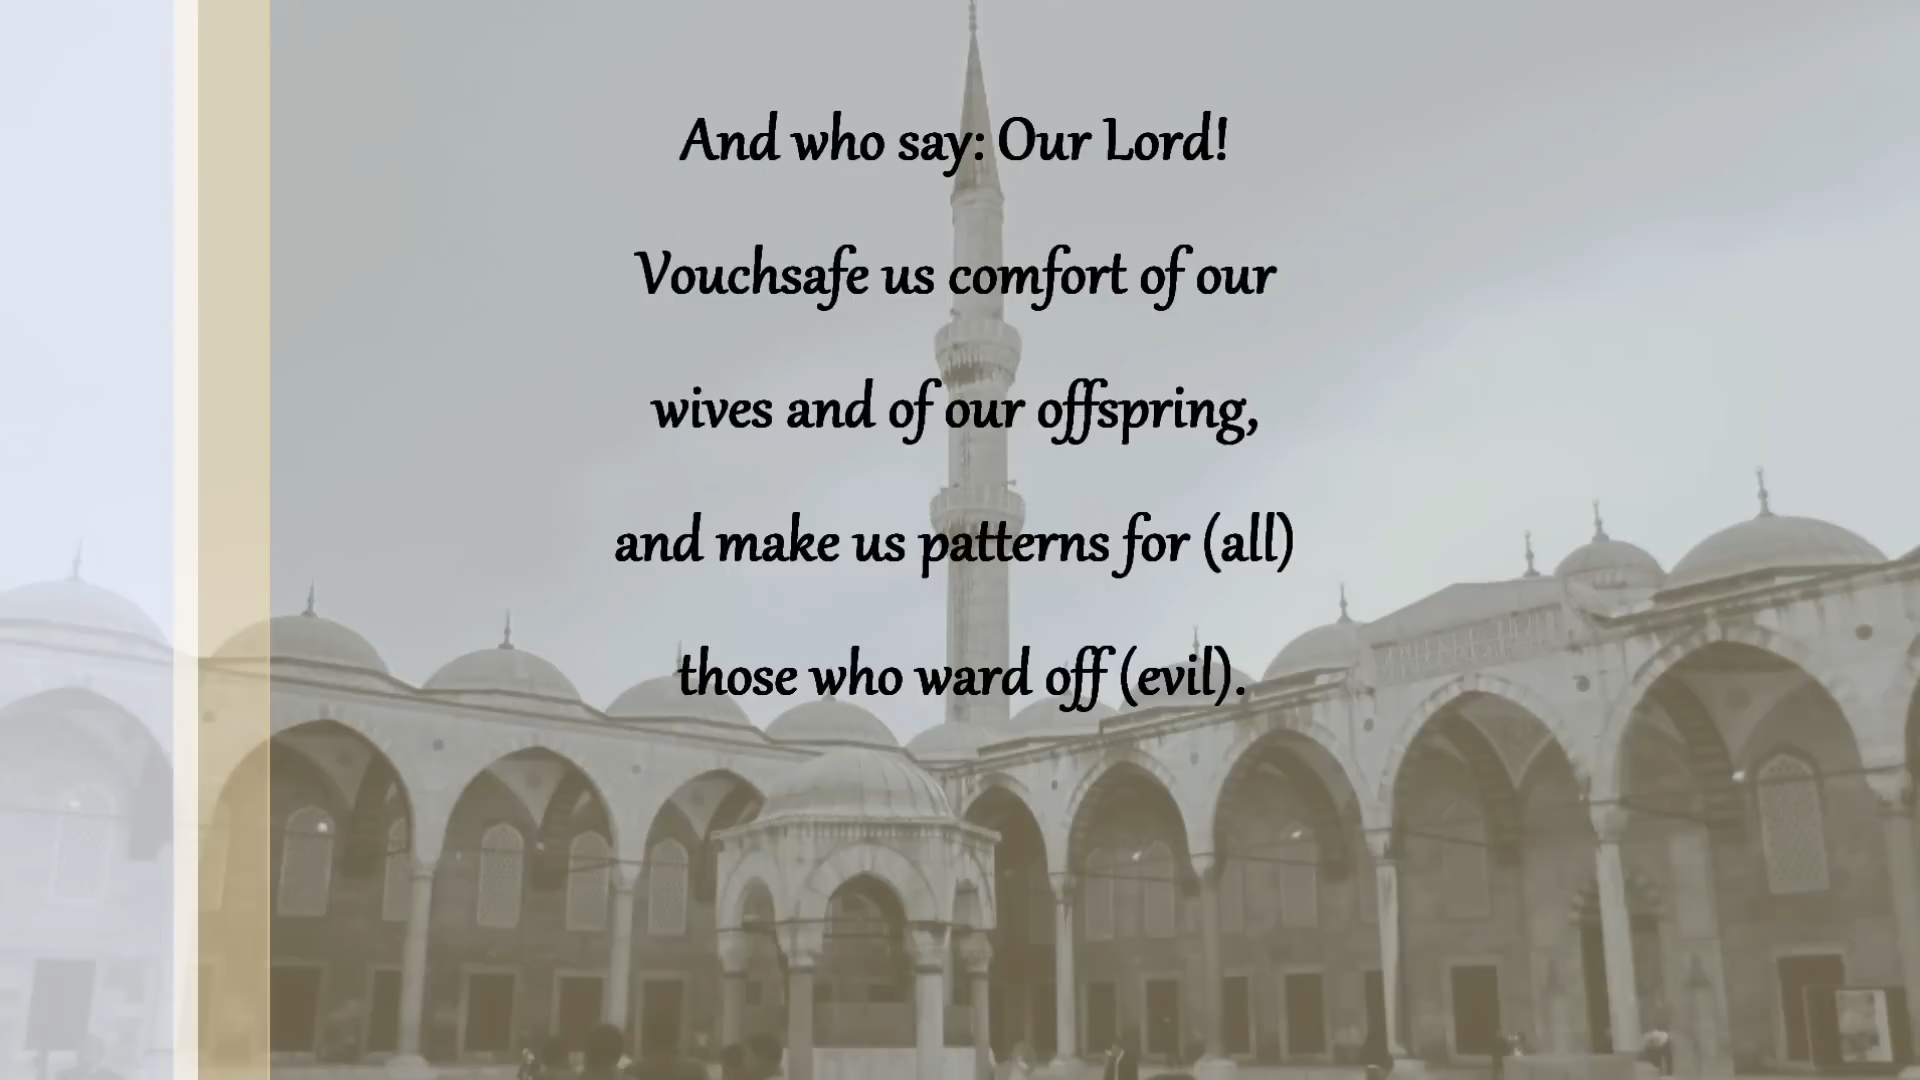 And who say: Our Lord!
Vouchsafe us comfort of our
wives and of our offspring,
and make us patterns for (all)
those who ward off (evil).